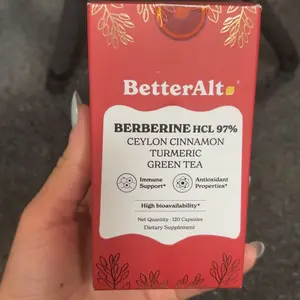 BetterAlt
BERBERINE HCL 97%
CEYLON CINNAMON
TURMERIC
GREEN TEA
Immune Support*
Antioxidant Properties*
High bioavailability*
Net Quantity : 120 Capsules
Dietary Supplement